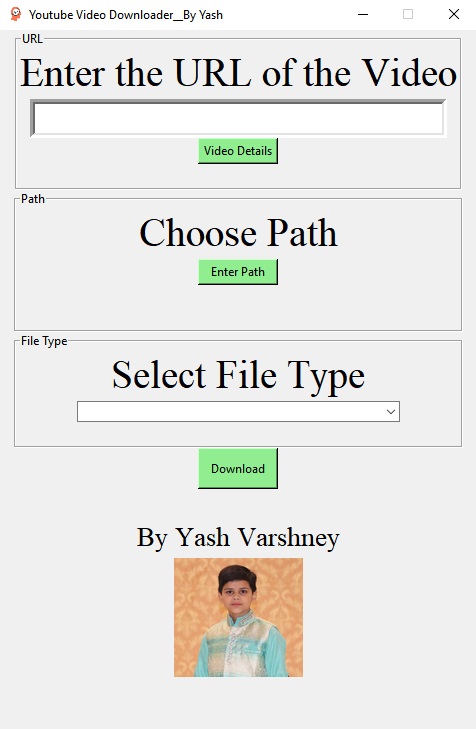 Youtube Video Downloader__By Yash
URL
Enter the URL of the Video
Video Details
Path
Choose Path
Enter Path
File Type
Select File Type
Download
By Yash Varshney